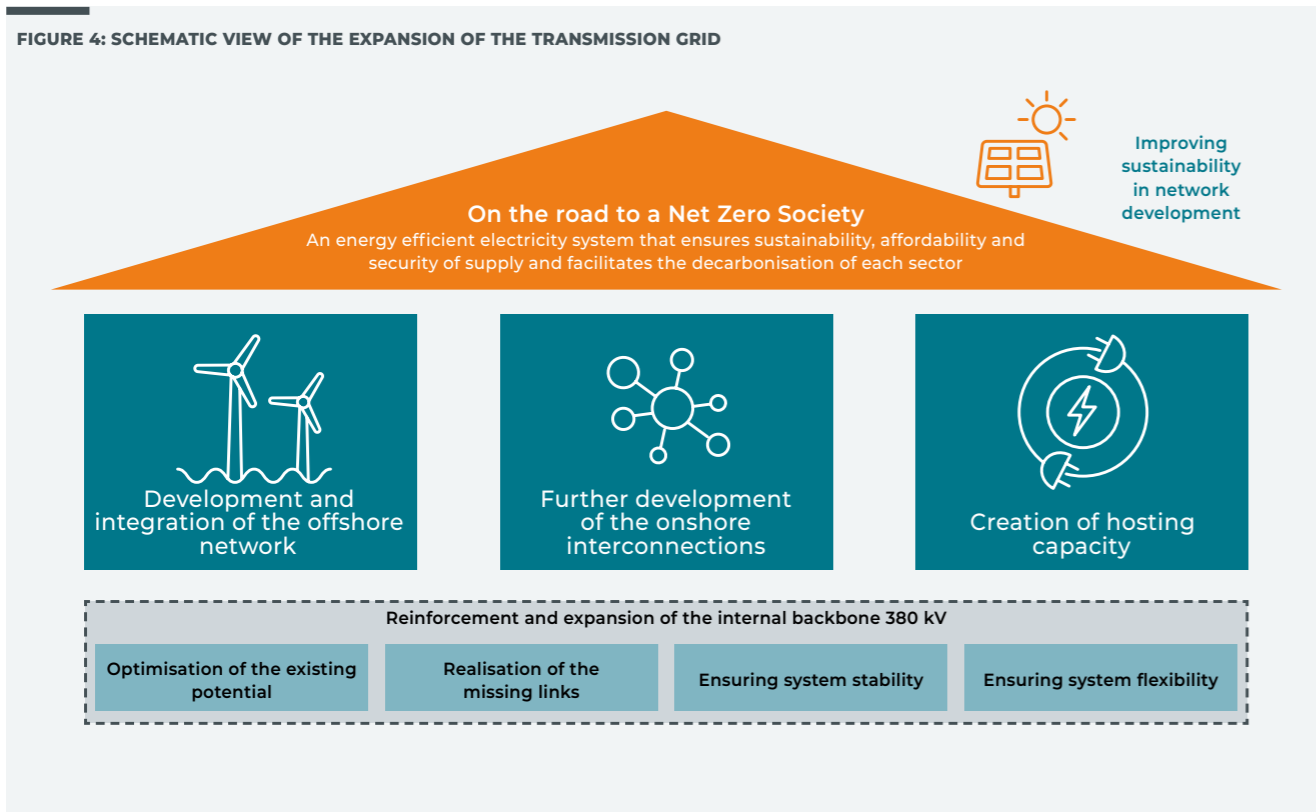 FIGURE 4: SCHEMATIC VIEW OF THE EXPANSION OF THE TRANSMISSION GRID
Improving
sustainability
in network
development
On the road to a Net Zero Society
An energy efficient electricity system that ensures sustainability, affordability and
security of supply and facilitates the decarbonisation of each sector
Development and
integration of the offshore
network
Further development
of the onshore
interconnections
Creation of hosting
capacity
Reinforcement and expansion of the internal backbone 380 kV
Optimisation of the existing
potential
Realisation of the
missing links
Ensuring system stability
Ensuring system flexibility